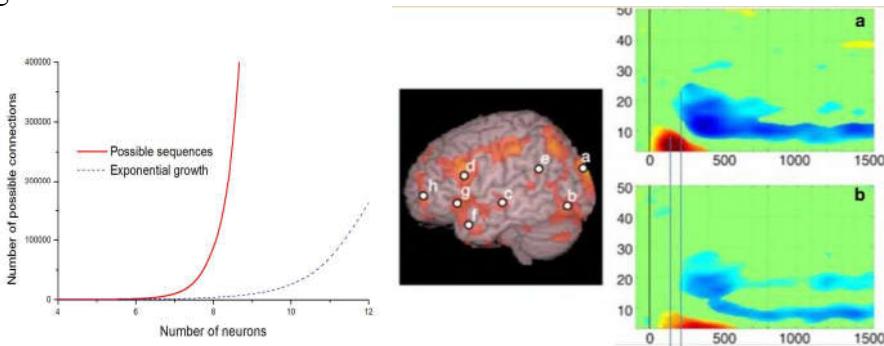 400000
300000
200000
100000
0
Number of possible connections
Possible sequences
Exponential growth
4 6 8 10 12
Number of neurons
a
b
c
d
e
f
g
h
a
50
40
30
20
10
0 500 1000 1500
b
50
40
30
20
10
0 500 1000 1500